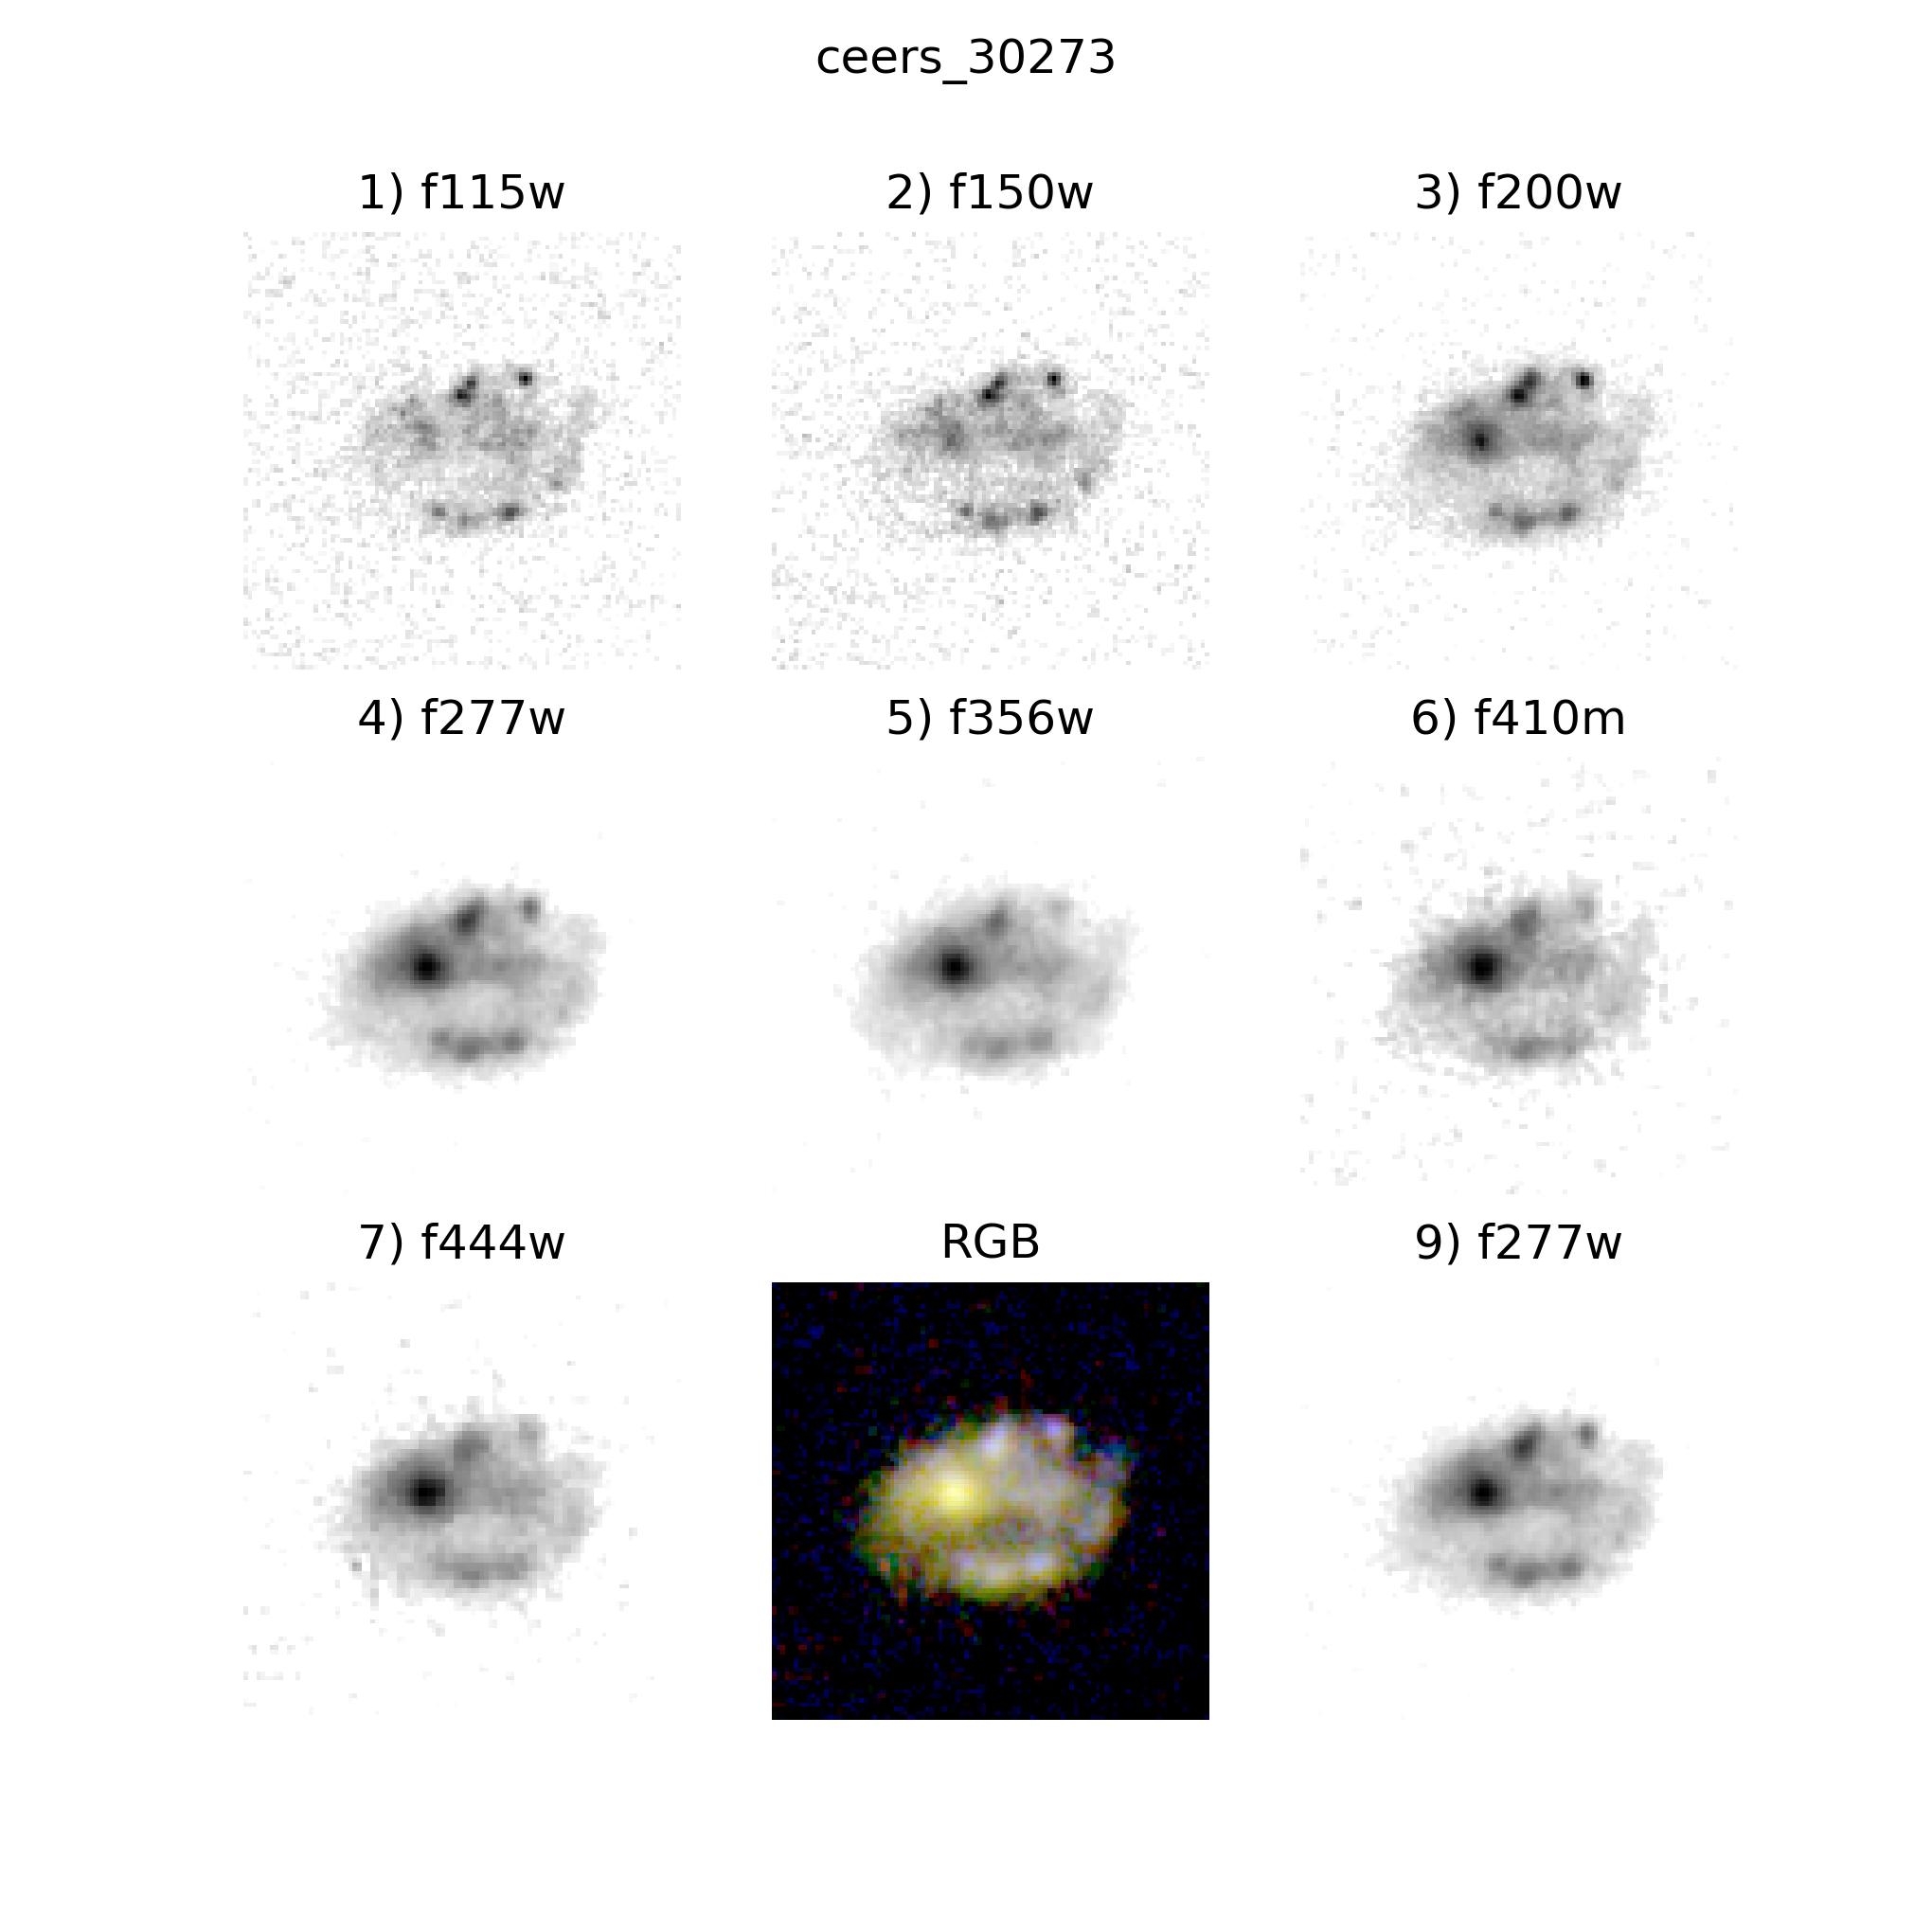 ceers_30273
1) f115w
2) f150w
3) f200w
4) f277w
5) f356w
6) f410m
7) f444w
RGB
9) f277w